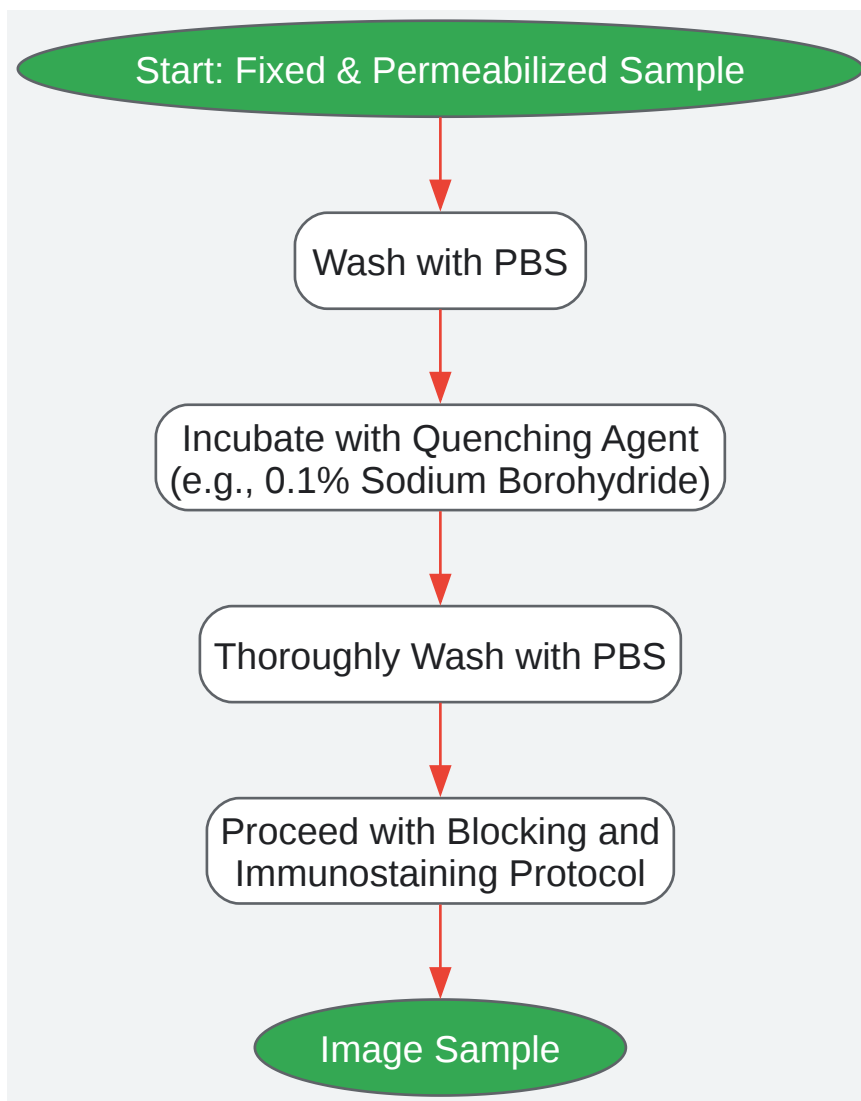 Start: Fixed & Permeabilized Sample
Wash with PBS
Incubate with Quenching Agent
(e.g., 0.1% Sodium Borohydride)
Thoroughly Wash with PBS
Proceed with Blocking and
Immunostaining Protocol
Image Sample